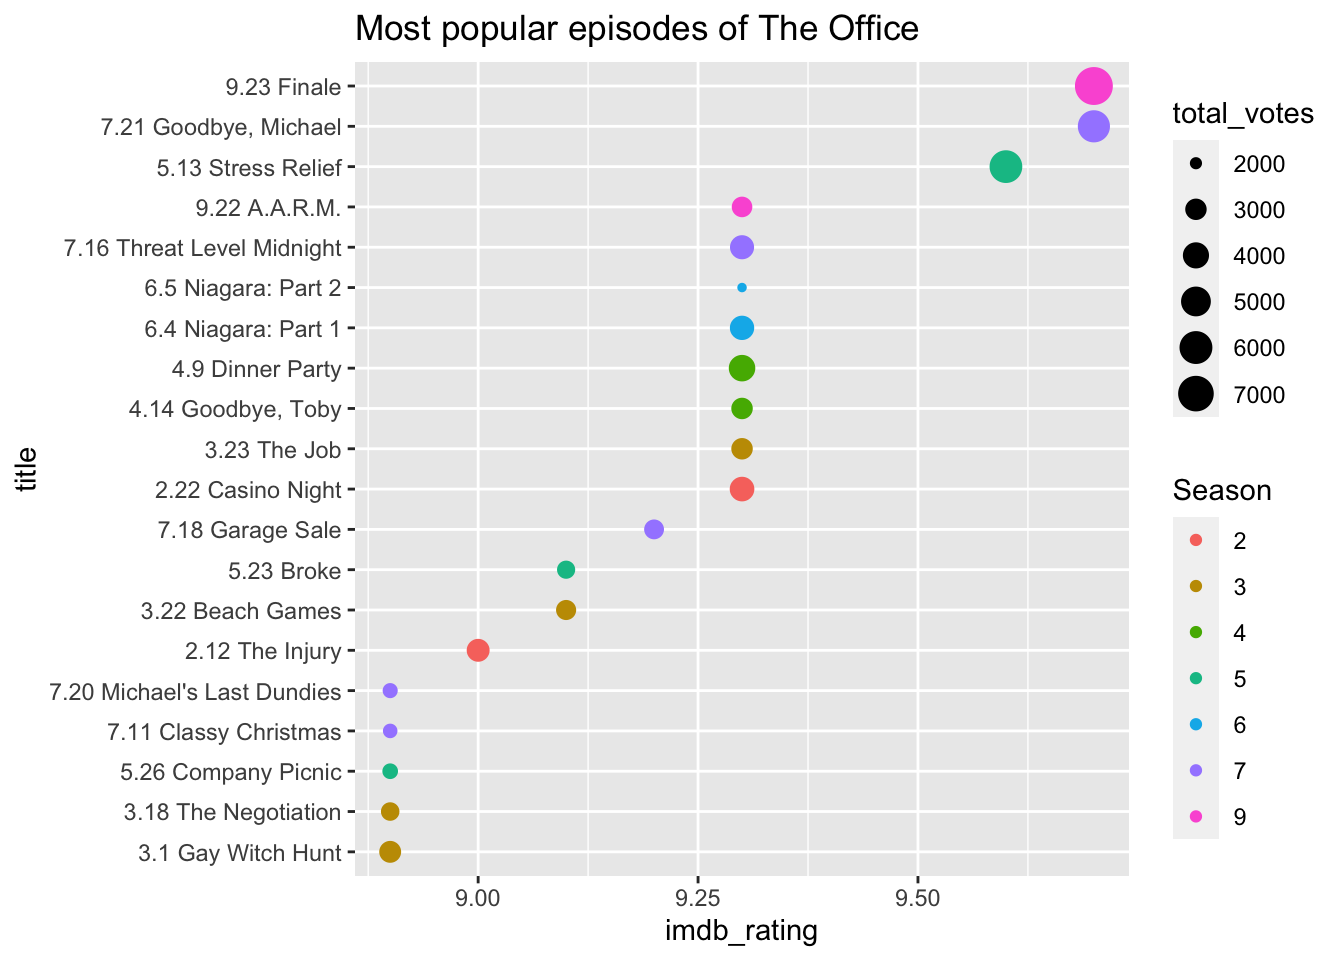 Most popular episodes of The Office
title
9.23 Finale
7.21 Goodbye, Michael
5.13 Stress Relief
9.22 A.A.R.M.
7.16 Threat Level Midnight
6.5 Niagara: Part 2
6.4 Niagara: Part 1
4.9 Dinner Party
4.14 Goodbye, Toby
3.23 The Job
2.22 Casino Night
7.18 Garage Sale
5.23 Broke
3.22 Beach Games
2.12 The Injury
7.20 Michael's Last Dundies
7.11 Classy Christmas
5.26 Company Picnic
3.18 The Negotiation
3.1 Gay Witch Hunt
9.00 9.25 9.50
imdb_rating
total_votes
2000
3000
4000
5000
6000
7000
Season
2
3
4
5
6
7
9